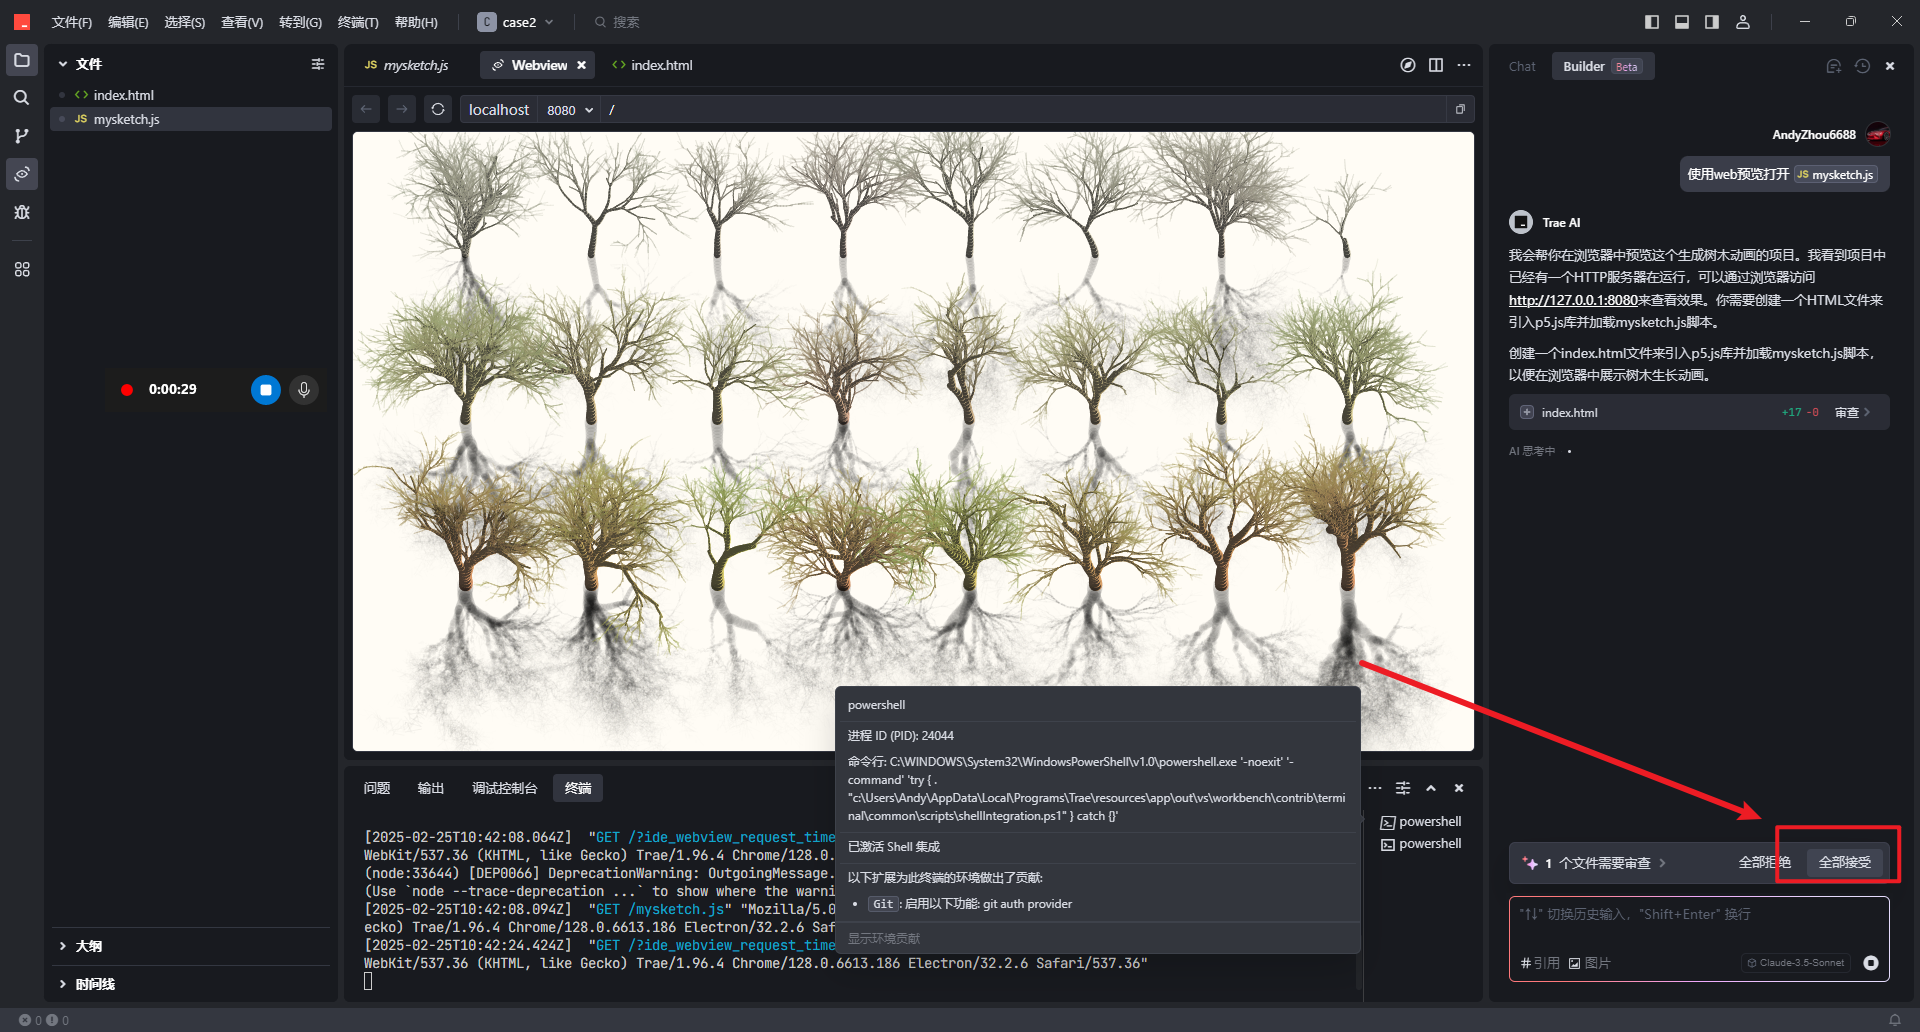 文件(F) 编辑(E) 选择(S) 查看(V) 转到(G) 终端(T) 帮助(H) C case2 搜索
文件
index.html
JS mysketch.js
0:00:29
大纲
时间线
0 0
JS mysketch.js Webview index.html
localhost 8080 /
问题 输出 调试控制台 终端
[2025-02-25T10:42:08.064Z] "GET /?ide_webview_request_time
WebKit/537.36 (KHTML, like Gecko) Trae/1.96.4 Chrome/128.0.
(node:33644) [DEP0066] DeprecationWarning: OutgoingMessage.
(Use `node --trace-deprecation ...` to show where the warni
[2025-02-25T10:42:08.094Z] "GET /mysketch.js" "Mozilla/5.0
ecko) Trae/1.96.4 Chrome/128.0.6613.186 Electron/32.2.6 Saf
[2025-02-25T10:42:24.424Z] "GET /?ide_webview_request_time
WebKit/537.36 (KHTML, like Gecko) Trae/1.96.4 Chrome/128.0.6613.186 Electron/32.2.6 Safari/537.36"
powershell
进程 ID (PID): 24044
命令行: C:\WINDOWS\System32\WindowsPowerShell\v1.0\powershell.exe '-noexit' '-
command' 'try { .
"c:\Users\Andy\AppData\Local\Programs\Trae\resources\app\out\vs\workbench\contrib\termi
nal\common\scripts\shellIntegration.ps1" } catch {}'
已激活 Shell 集成
以下扩展为此终端的环境做出了贡献:
• Git: 启用以下功能: git auth provider
显示环境贡献
powershell
powershell
Chat Builder Beta
AndyZhou6688
使用web预览打开 JS mysketch.js
Trae AI
我会帮你在浏览器中预览这个生成树木动画的项目。我看到项目中
已经有一个HTTP服务器在运行，可以通过浏览器访问
http://127.0.0.1:8080来查看效果。你需要创建一个HTML文件来
引入p5.js库并加载mysketch.js脚本。
创建一个index.html文件来引入p5.js库并加载mysketch.js脚本，
以便在浏览器中展示树木生长动画。
index.html +17 -0 审查
AI 思考中
1 个文件需要审查 全部拒绝 全部接受
"↑↓" 切换历史输入，"Shift+Enter" 换行
#引用 图片 Claude-3.5-Sonnet